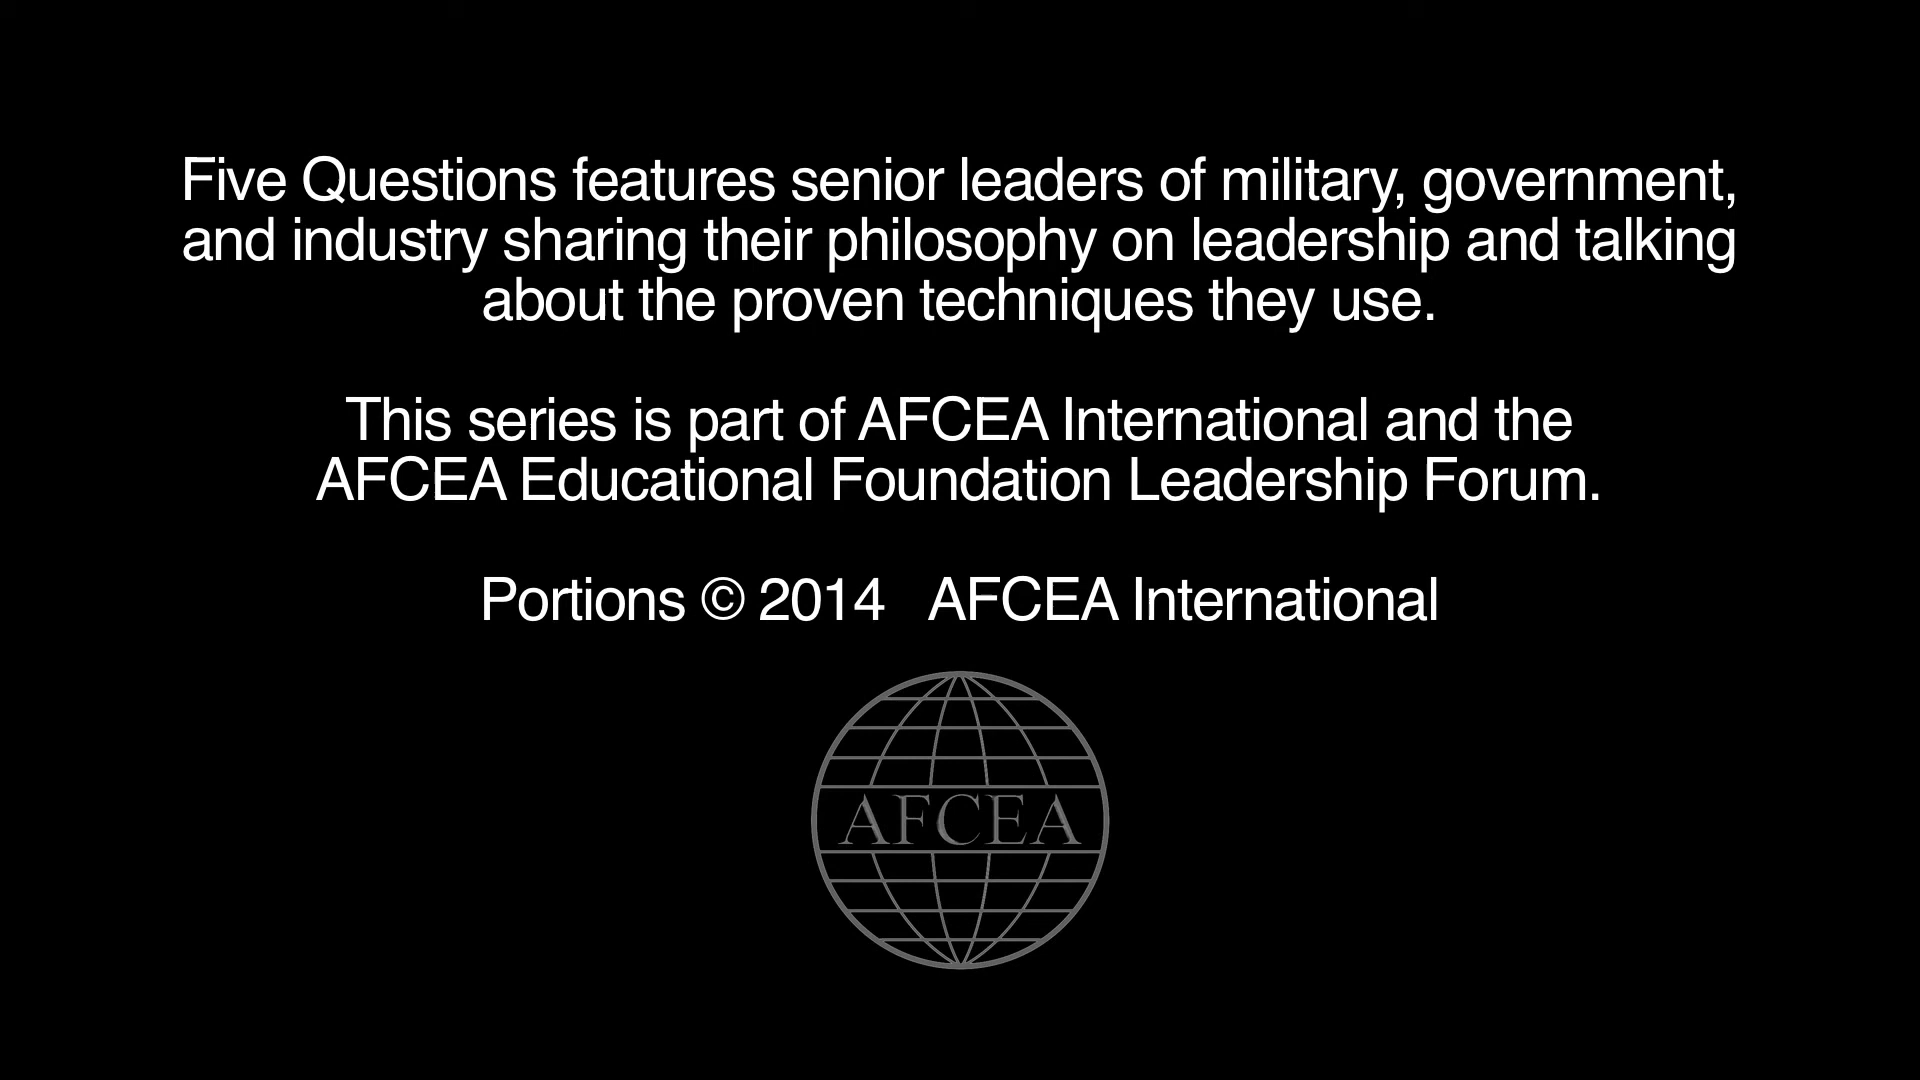 Five Questions features senior leaders of military, government,
and industry sharing their philosophy on leadership and talking
about the proven techniques they use.
This series is part of AFCEA International and the
AFCEA Educational Foundation Leadership Forum.
Portions © 2014 AFCEA International
AFCEA